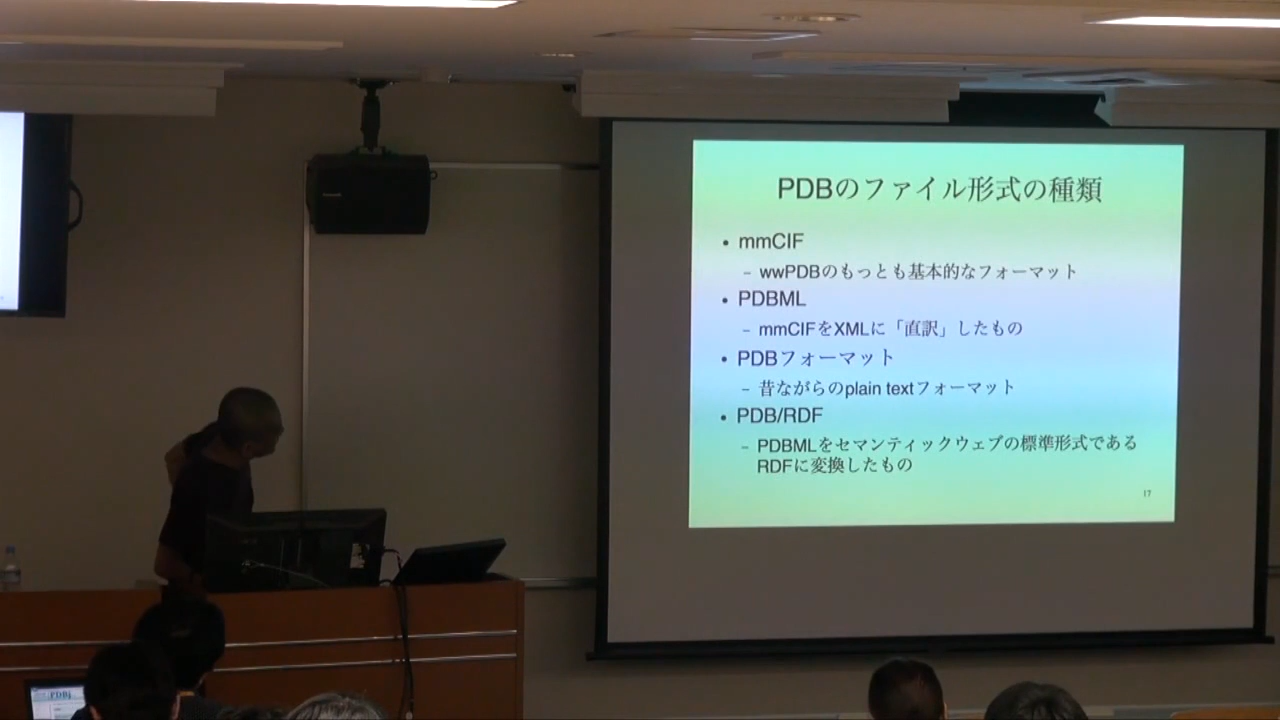 PDBのファイル形式の種類
• mmCIF
– wwPDBのもっとも基本的なフォーマット
• PDBML
– mmCIFをXMLに「直訳」したもの
• PDBフォーマット
– 昔ながらのplain textフォーマット
• PDB/RDF
– PDBMLをセマンティックウェブの標準形式である
RDFに変換したもの
17
PDBj